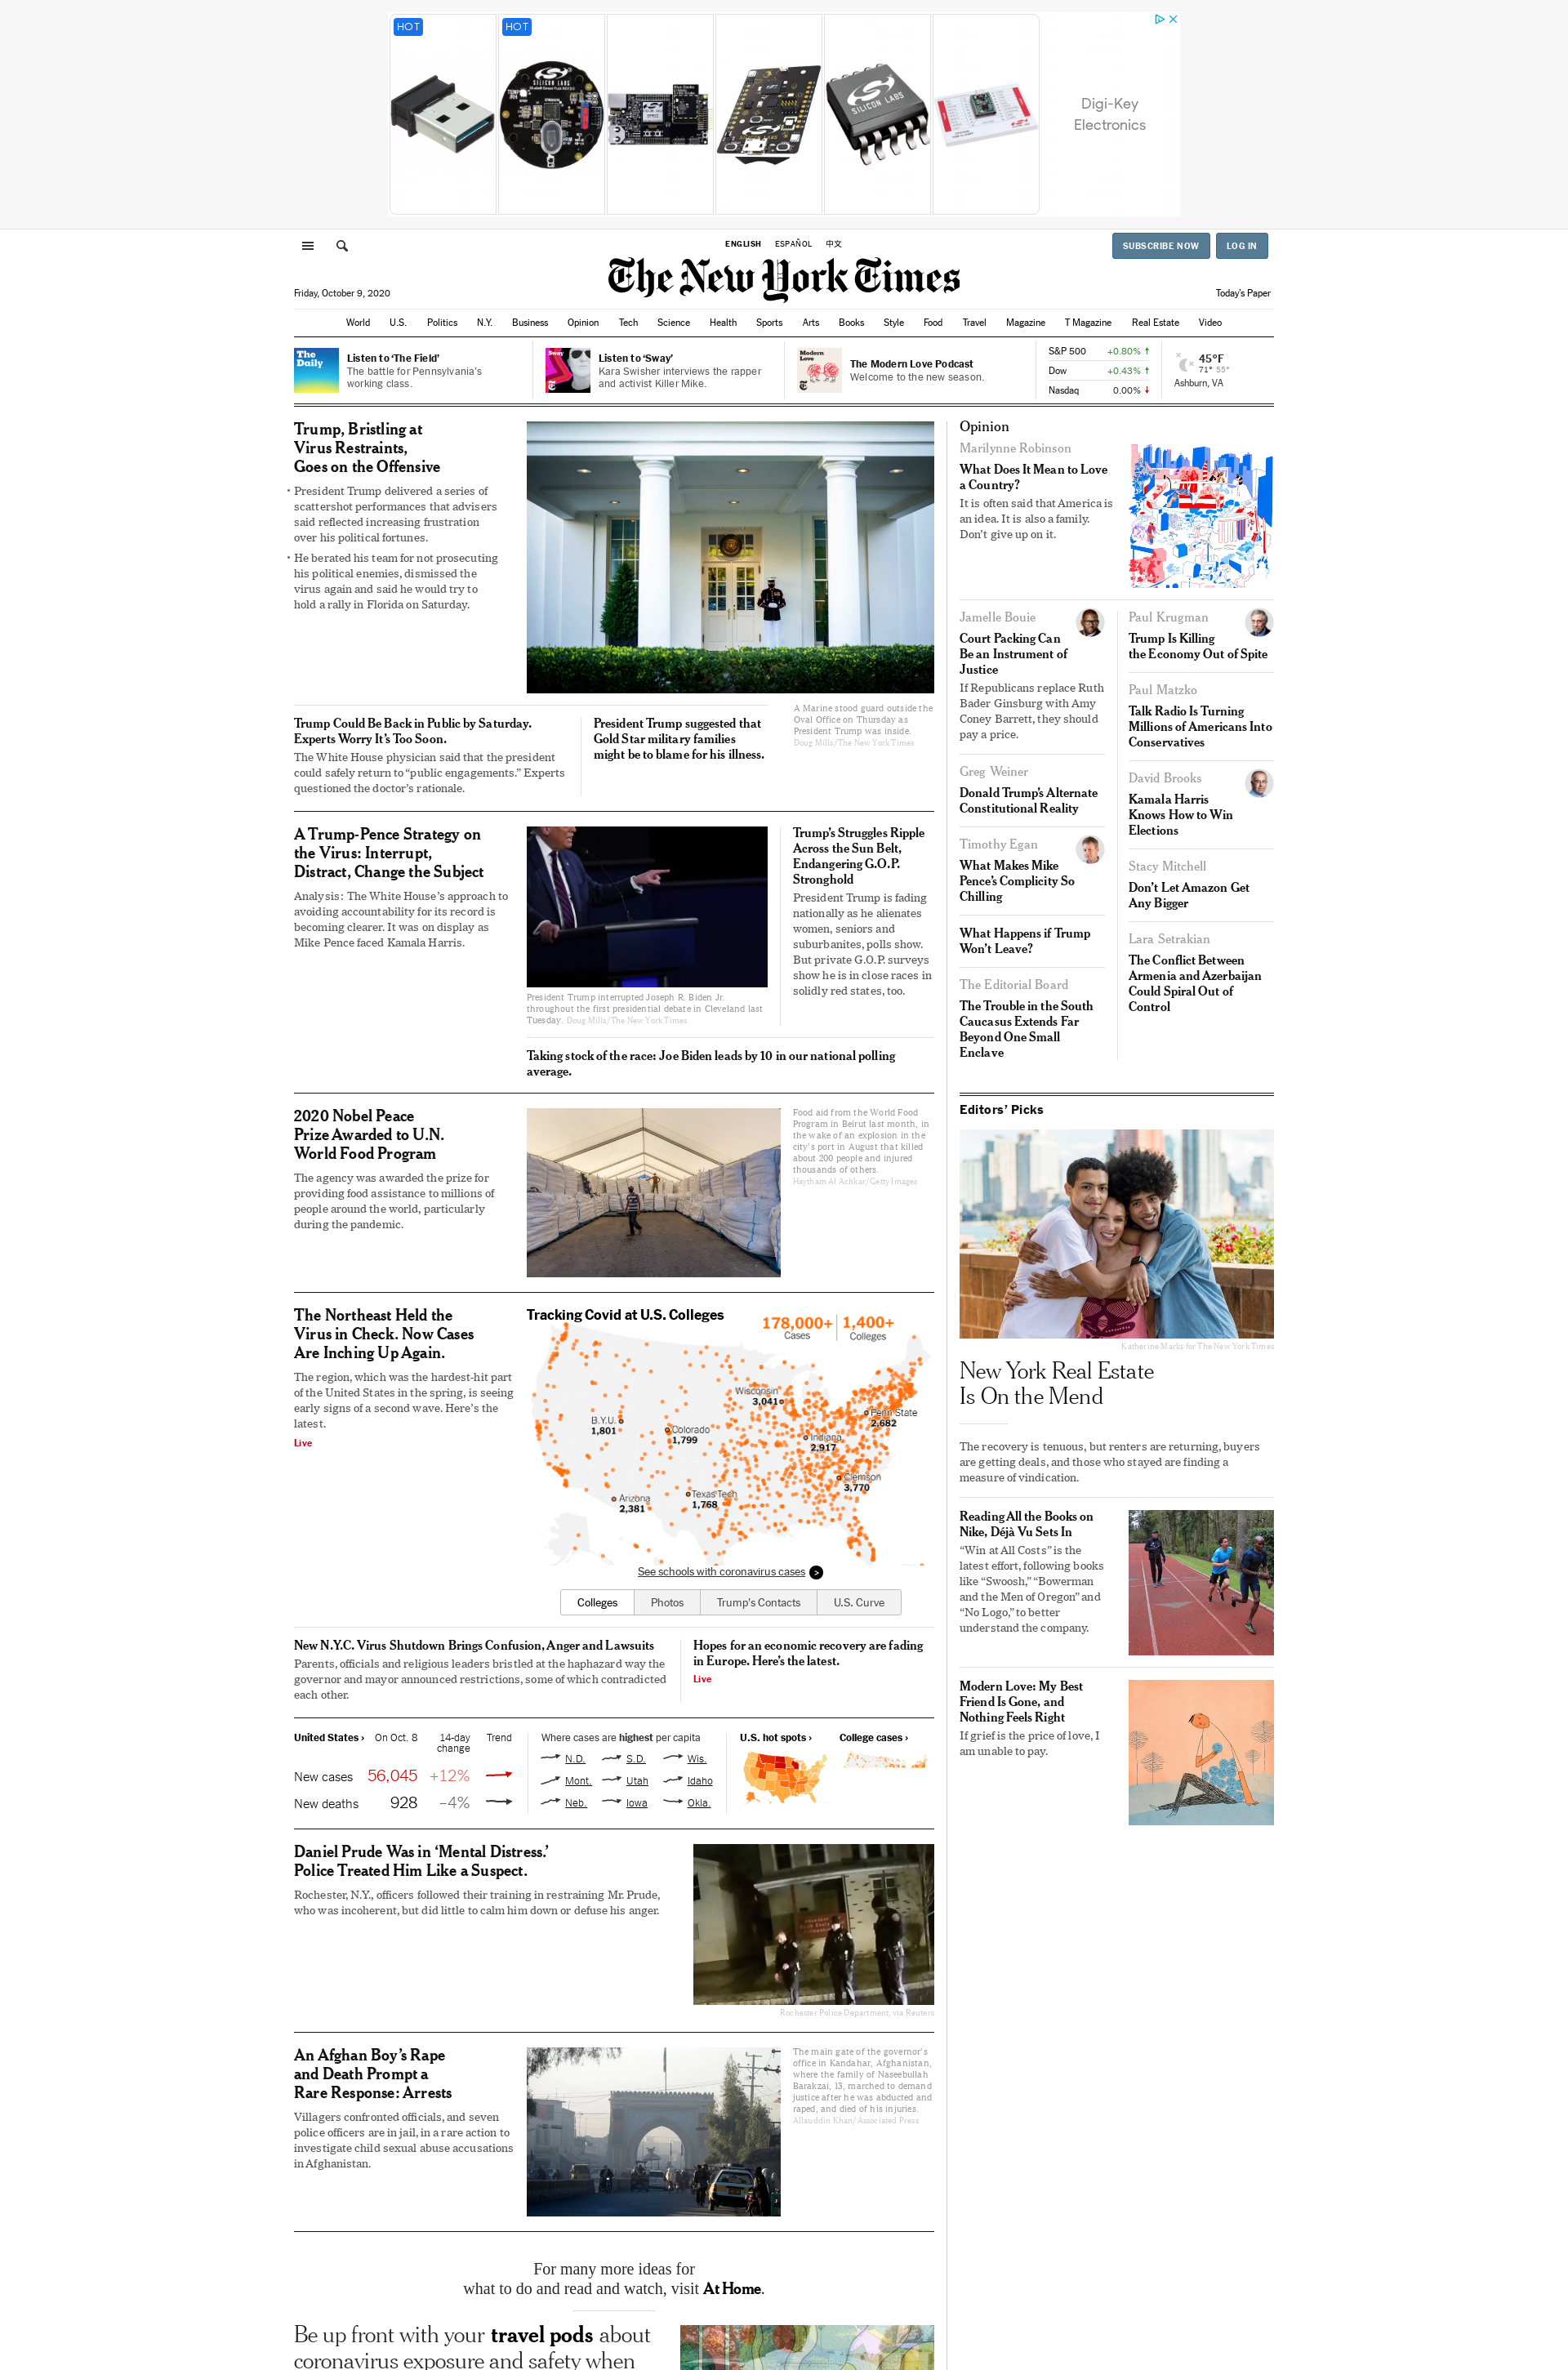 HOT
HOT
SILICON LABS
SILICON LABS
SILICON LABS
Digi-Key
Electronics
ENGLISH ESPAÑOL 中文
SUBSCRIBE NOW LOG IN
The New York Times
Friday, October 9, 2020
Today's Paper
World U.S. Politics N.Y. Business Opinion Tech Science Health Sports Arts Books Style Food Travel Magazine T Magazine Real Estate Video
The Daily
Listen to ‘The Field’
The battle for Pennsylvania’s
working class.
Sway
Listen to ‘Sway’
Kara Swisher interviews the rapper
and activist Killer Mike.
Modern Love
The Modern Love Podcast
Welcome to the new season.
S&P 500 +0.80% ↑
Dow +0.43% ↑
Nasdaq 0.00% ↓
45°F
71° 55°
Ashburn, VA
Trump, Bristling at
Virus Restraints,
Goes on the Offensive
• President Trump delivered a series of
scattershot performances that advisers
said reflected increasing frustration
over his political fortunes.
• He berated his team for not prosecuting
his political enemies, dismissed the
virus again and said he would try to
hold a rally in Florida on Saturday.
A Marine stood guard outside the
Oval Office on Thursday as
President Trump was inside.
Doug Mills/The New York Times
Trump Could Be Back in Public by Saturday.
Experts Worry It’s Too Soon.
The White House physician said that the president
could safely return to “public engagements.” Experts
questioned the doctor’s rationale.
President Trump suggested that
Gold Star military families
might be to blame for his illness.
A Trump-Pence Strategy on
the Virus: Interrupt,
Distract, Change the Subject
Analysis: The White House’s approach to
avoiding accountability for its record is
becoming clearer. It was on display as
Mike Pence faced Kamala Harris.
President Trump interrupted Joseph R. Biden Jr.
throughout the first presidential debate in Cleveland last
Tuesday. Doug Mills/The New York Times
Trump’s Struggles Ripple
Across the Sun Belt,
Endangering G.O.P.
Stronghold
President Trump is fading
nationally as he alienates
women, seniors and
suburbanites, polls show.
But private G.O.P. surveys
show he is in close races in
solidly red states, too.
Taking stock of the race: Joe Biden leads by 10 in our national polling
average.
2020 Nobel Peace
Prize Awarded to U.N.
World Food Program
The agency was awarded the prize for
providing food assistance to millions of
people around the world, particularly
during the pandemic.
Food aid from the World Food
Program in Beirut last month, in
the wake of an explosion in the
city’s port in August that killed
about 200 people and injured
thousands of others.
Haytham Al Achkar/Getty Images
The Northeast Held the
Virus in Check. Now Cases
Are Inching Up Again.
The region, which was the hardest-hit part
of the United States in the spring, is seeing
early signs of a second wave. Here’s the
latest.
Live
Tracking Covid at U.S. Colleges
178,000+ 1,400+
Cases Colleges
Wisconsin
3,041
Penn State
2,682
B.Y.U.
1,801
Colorado
1,799
Indiana
2,917
Clemson
3,770
Arizona
2,381
Texas Tech
1,768
See schools with coronavirus cases >
Colleges Photos Trump’s Contacts U.S. Curve
New N.Y.C. Virus Shutdown Brings Confusion, Anger and Lawsuits
Parents, officials and religious leaders bristled at the haphazard way the
governor and mayor announced restrictions, some of which contradicted
each other.
Hopes for an economic recovery are fading
in Europe. Here’s the latest.
Live
United States › On Oct. 8 14-day change Trend
New cases 56,045 +12%
New deaths 928 –4%
Where cases are highest per capita
N.D. S.D. Wis.
Mont. Utah Idaho
Neb. Iowa Okla.
U.S. hot spots › College cases ›
Daniel Prude Was in ‘Mental Distress.’
Police Treated Him Like a Suspect.
Rochester, N.Y., officers followed their training in restraining Mr. Prude,
who was incoherent, but did little to calm him down or defuse his anger.
Rochester Police Department, via Reuters
An Afghan Boy’s Rape
and Death Prompt a
Rare Response: Arrests
Villagers confronted officials, and seven
police officers are in jail, in a rare action to
investigate child sexual abuse accusations
in Afghanistan.
The main gate of the governor’s
office in Kandahar, Afghanistan,
where the family of Naseebullah
Barakzai, 13, marched to demand
justice after he was abducted and
raped, and died of his injuries.
Allauddin Khan/Associated Press
For many more ideas for
what to do and read and watch, visit At Home.
Be up front with your travel pods about
coronavirus exposure and safety when
Opinion
Marilynne Robinson
What Does It Mean to Love
a Country?
It is often said that America is
an idea. It is also a family.
Don’t give up on it.
Jamelle Bouie
Court Packing Can
Be an Instrument of
Justice
If Republicans replace Ruth
Bader Ginsburg with Amy
Coney Barrett, they should
pay a price.
Greg Weiner
Donald Trump’s Alternate
Constitutional Reality
Timothy Egan
What Makes Mike
Pence’s Complicity So
Chilling
What Happens if Trump
Won’t Leave?
The Editorial Board
The Trouble in the South
Caucasus Extends Far
Beyond One Small
Enclave
Paul Krugman
Trump Is Killing
the Economy Out of Spite
Paul Matzko
Talk Radio Is Turning
Millions of Americans Into
Conservatives
David Brooks
Kamala Harris
Knows How to Win
Elections
Stacy Mitchell
Don’t Let Amazon Get
Any Bigger
Lara Setrakian
The Conflict Between
Armenia and Azerbaijan
Could Spiral Out of
Control
Editors’ Picks
Katherine Marks for The New York Times
New York Real Estate
Is On the Mend
The recovery is tenuous, but renters are returning, buyers
are getting deals, and those who stayed are finding a
measure of vindication.
Reading All the Books on
Nike, Déjà Vu Sets In
“Win at All Costs” is the
latest effort, following books
like “Swoosh,” “Bowerman
and the Men of Oregon” and
“No Logo,” to better
understand the company.
Modern Love: My Best
Friend Is Gone, and
Nothing Feels Right
If grief is the price of love, I
am unable to pay.